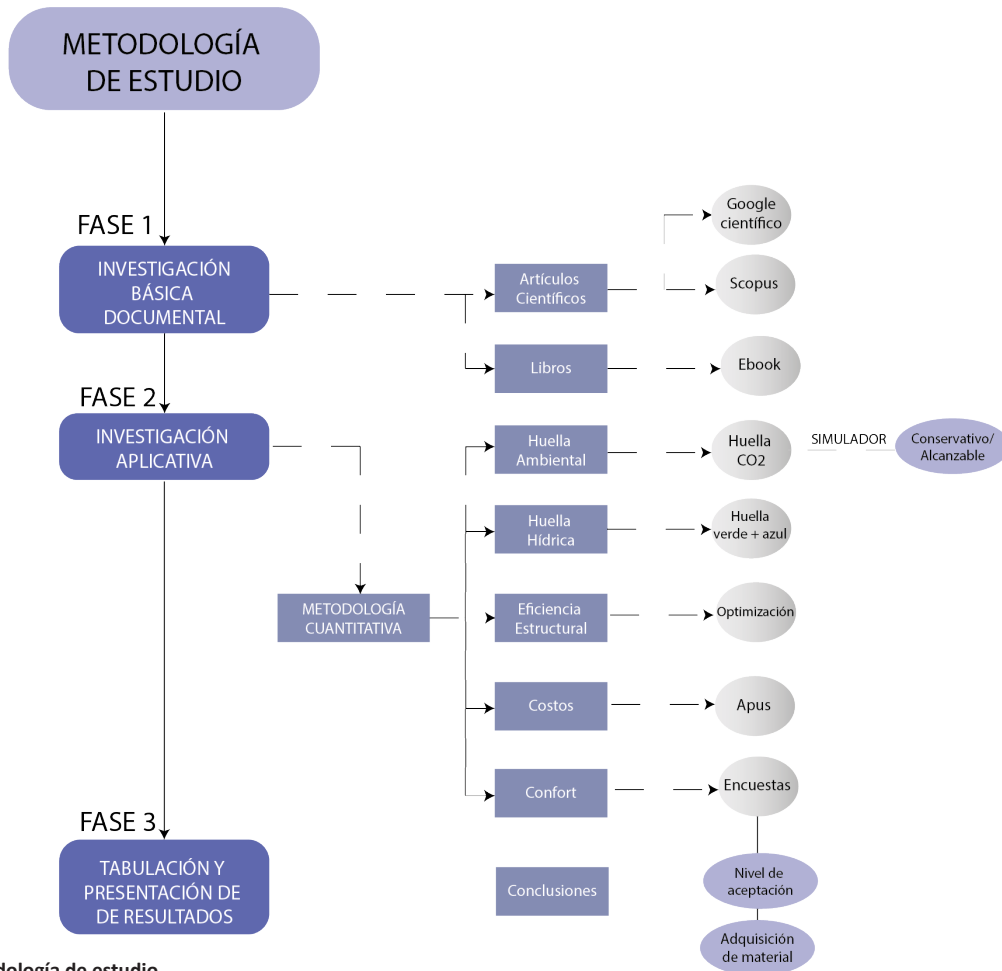 METODOLOGÍA
DE ESTUDIO
FASE 1
INVESTIGACIÓN
BÁSICA
DOCUMENTAL
Artículos
Científicos
Google
científico
Scopus
Libros
Ebook
FASE 2
INVESTIGACIÓN
APLICATIVA
METODOLOGÍA
CUANTITATIVA
Huella
Ambiental
Huella
CO2
SIMULADOR
Conservativo/
Alcanzable
Huella
Hídrica
Huella
verde + azul
Eficiencia
Estructural
Optimización
Costos
Apus
Confort
Encuestas
Nivel de
aceptación
Adquisición
de material
FASE 3
TABULACIÓN Y
PRESENTACIÓN DE
DE RESULTADOS
Conclusiones
de estudio